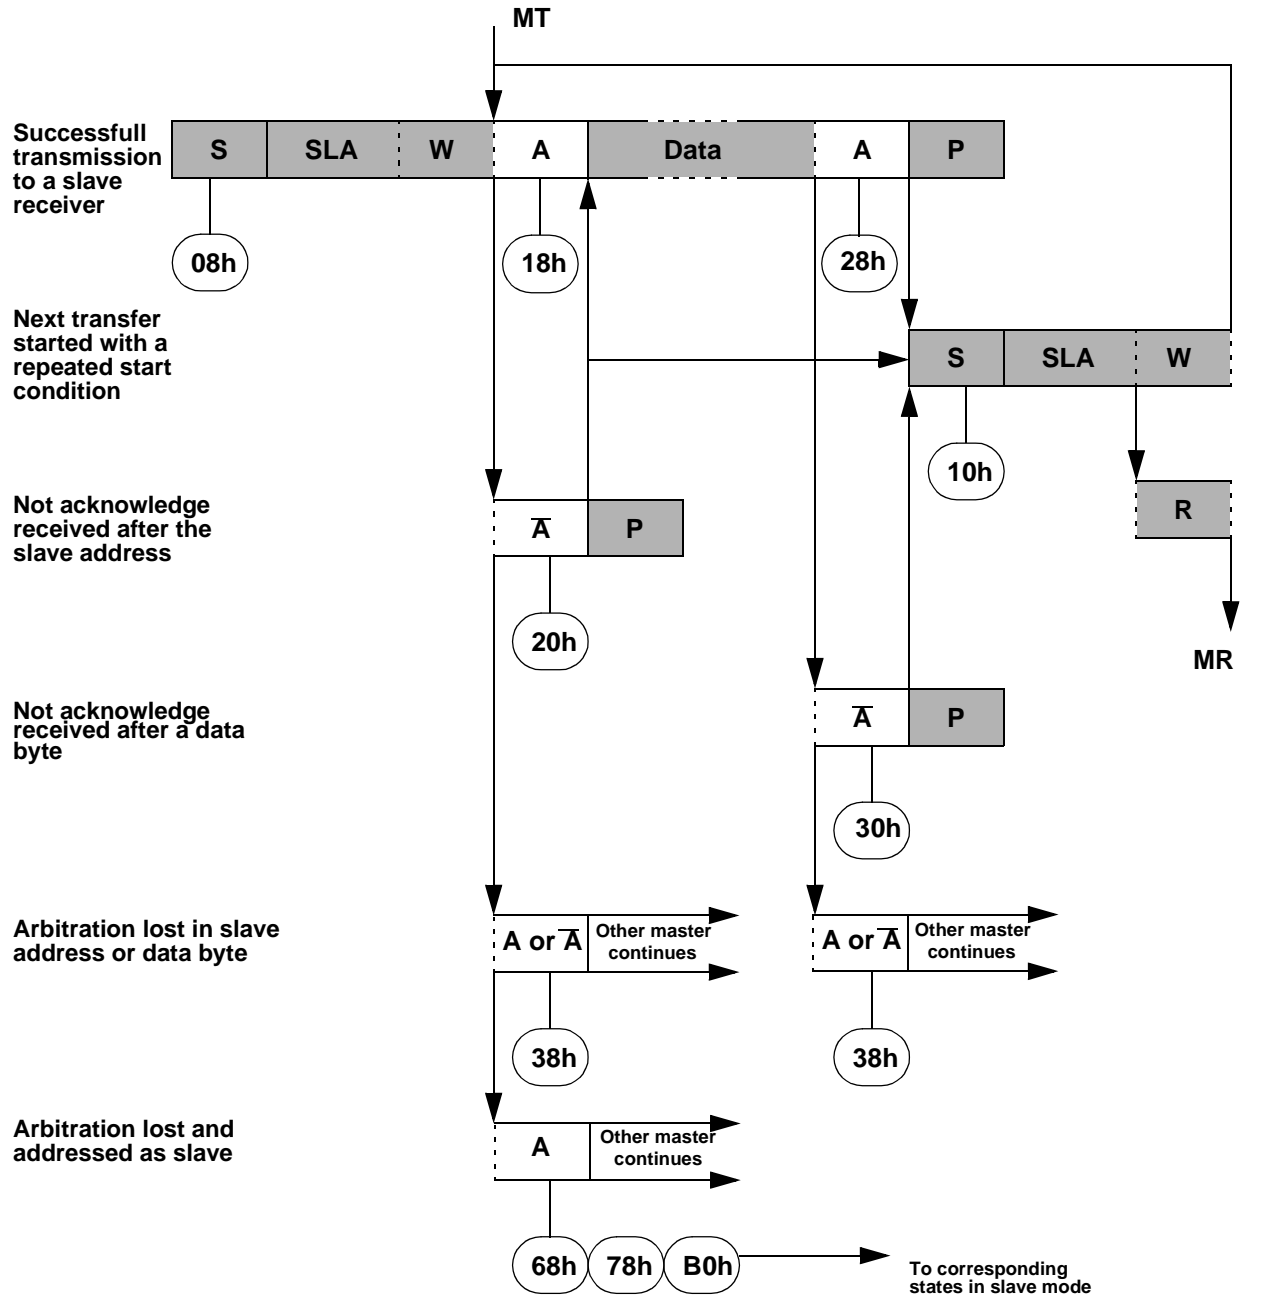 MT
Successfull
transmission
to a slave
receiver
S SLA W A Data A P
08h 18h 28h
Next transfer
started with a
repeated start
condition
S SLA W
10h
Not acknowledge
received after the
slave address
A̅ P
R
20h
MR
Not acknowledge
received after a data
byte
A̅ P
30h
Arbitration lost in slave
address or data byte
A or A̅
Other master
continues
A or A̅
Other master
continues
38h 38h
Arbitration lost and
addressed as slave
A
Other master
continues
68h 78h B0h
To corresponding
states in slave mode